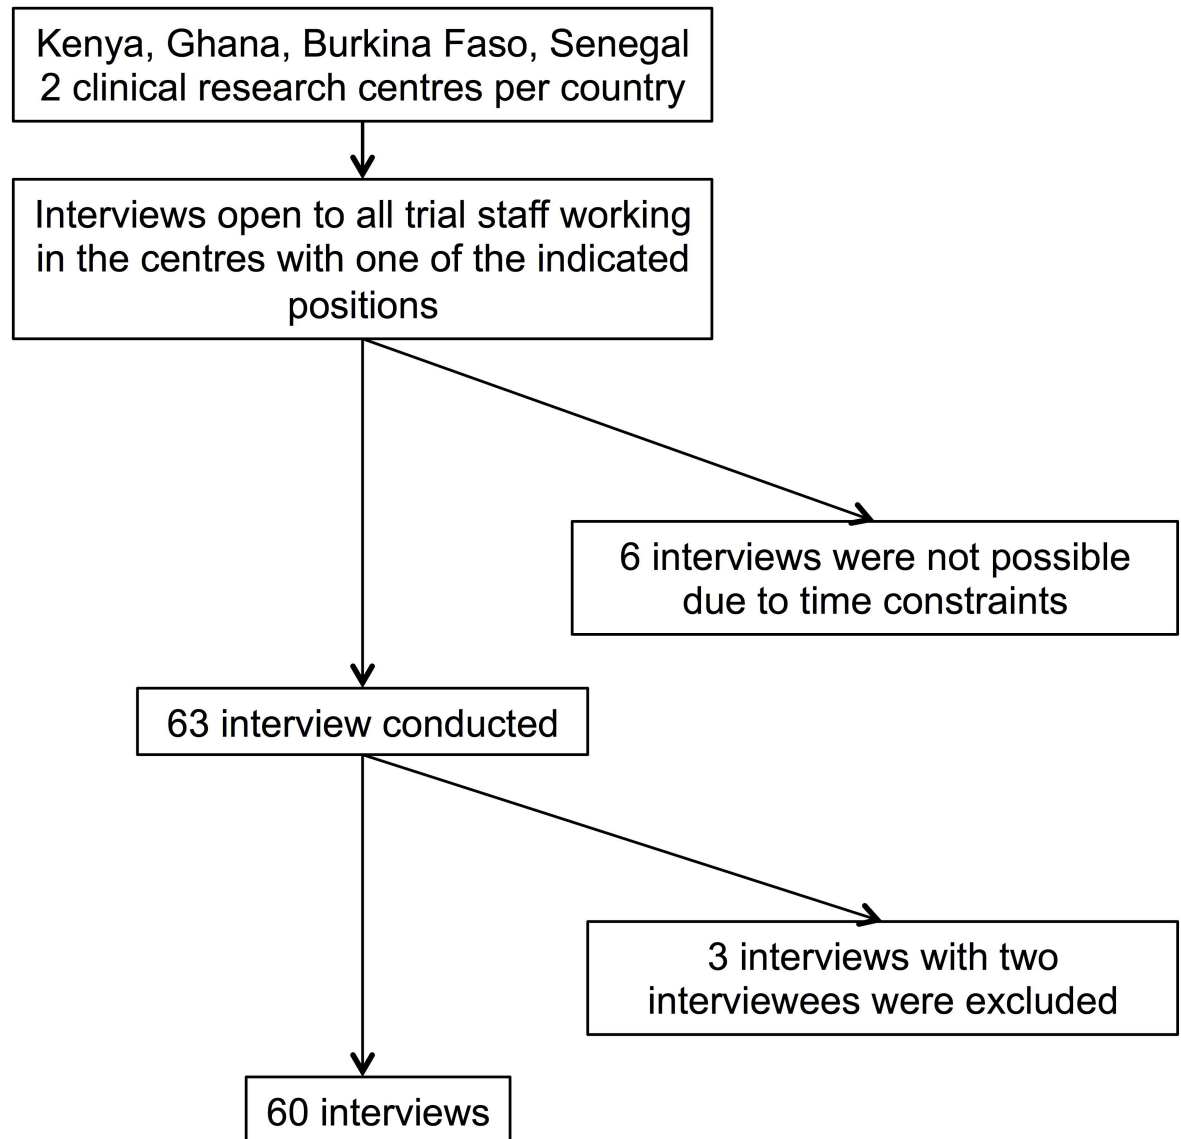 Kenya, Ghana, Burkina Faso, Senegal
2 clinical research centres per country
Interviews open to all trial staff working
in the centres with one of the indicated
positions
6 interviews were not possible
due to time constraints
63 interview conducted
3 interviews with two
interviewees were excluded
60 interviews